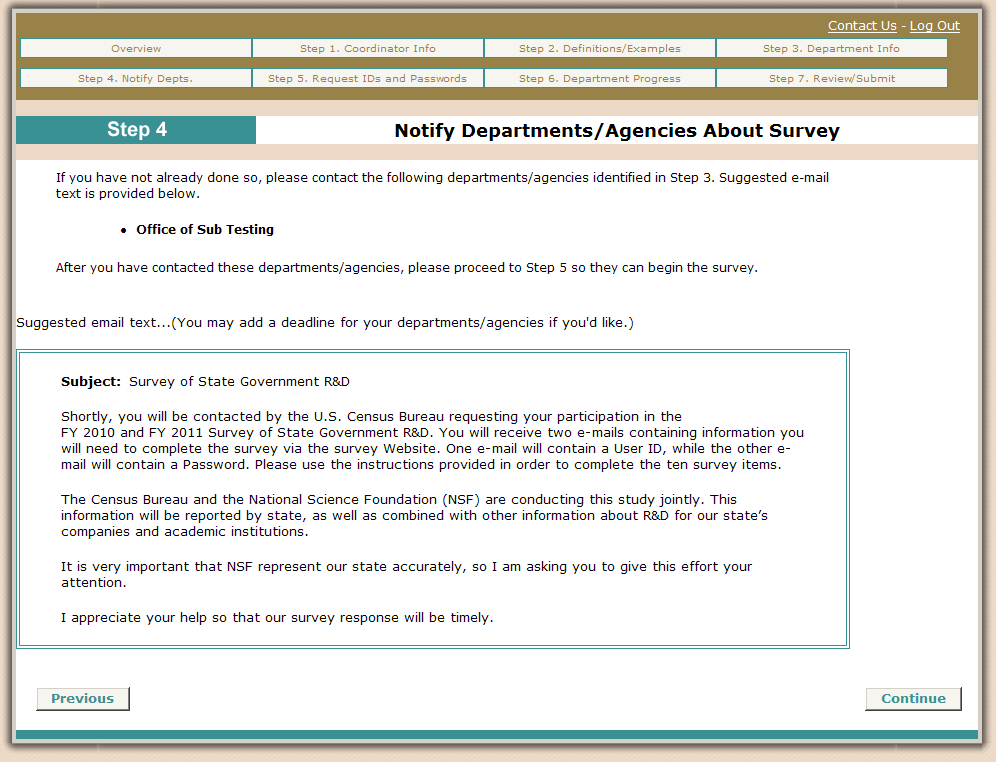 Contact Us - Log Out
Overview
Step 1. Coordinator Info
Step 2. Definitions/Examples
Step 3. Department Info
Step 4. Notify Depts.
Step 5. Request IDs and Passwords
Step 6. Department Progress
Step 7. Review/Submit
Step 4
Notify Departments/Agencies About Survey
If you have not already done so, please contact the following departments/agencies identified in Step 3. Suggested e-mail
text is provided below.
• Office of Sub Testing
After you have contacted these departments/agencies, please proceed to Step 5 so they can begin the survey.
Suggested email text...(You may add a deadline for your departments/agencies if you'd like.)
Subject: Survey of State Government R&D
Shortly, you will be contacted by the U.S. Census Bureau requesting your participation in the
FY 2010 and FY 2011 Survey of State Government R&D. You will receive two e-mails containing information you
will need to complete the survey via the survey Website. One e-mail will contain a User ID, while the other e-
mail will contain a Password. Please use the instructions provided in order to complete the ten survey items.
The Census Bureau and the National Science Foundation (NSF) are conducting this study jointly. This
information will be reported by state, as well as combined with other information about R&D for our state’s
companies and academic institutions.
It is very important that NSF represent our state accurately, so I am asking you to give this effort your
attention.
I appreciate your help so that our survey response will be timely.
Previous
Continue